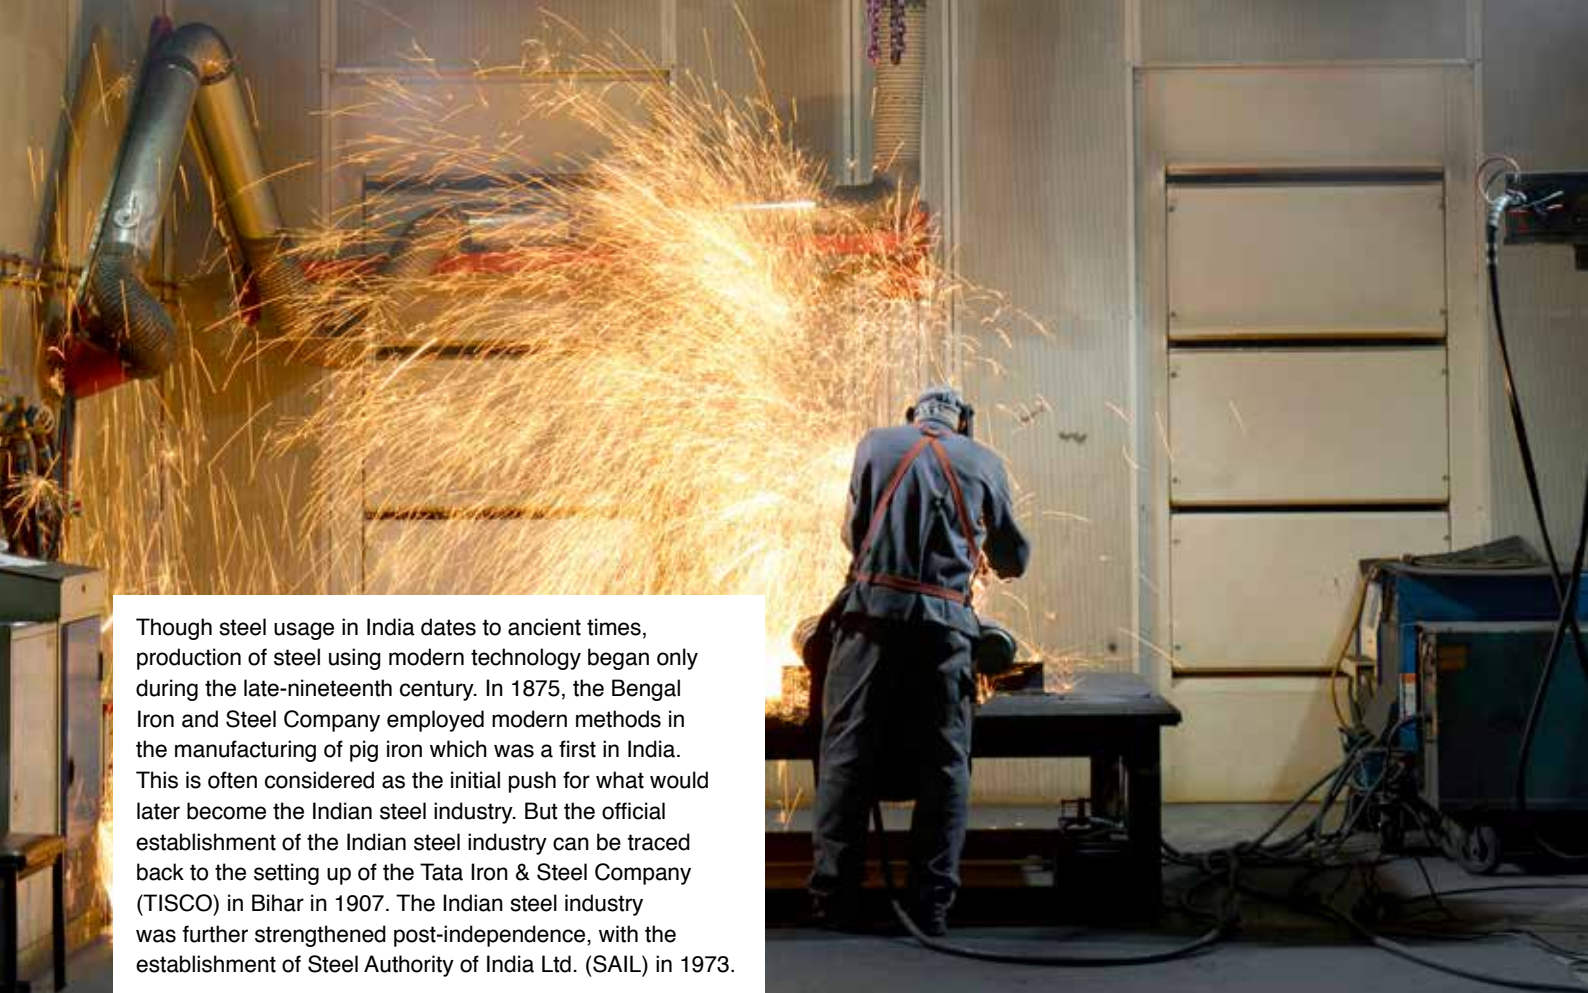 Though steel usage in India dates to ancient times,
production of steel using modern technology began only
during the late-nineteenth century. In 1875, the Bengal
Iron and Steel Company employed modern methods in
the manufacturing of pig iron which was a first in India.
This is often considered as the initial push for what would
later become the Indian steel industry. But the official
establishment of the Indian steel industry can be traced
back to the setting up of the Tata Iron & Steel Company
(TISCO) in Bihar in 1907. The Indian steel industry
was further strengthened post-independence, with the
establishment of Steel Authority of India Ltd. (SAIL) in 1973.